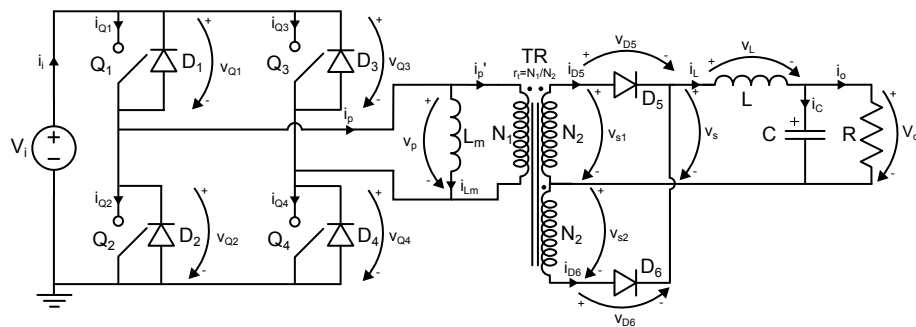 i_Q1
+
Q_1
D_1
v_Q1
-
i_Q3
+
Q_3
D_3
v_Q3
-
i_i
V_i
+
-
i_p
i_p'
+
v_p
-
L_m
i_Lm
TR
r_t=N_1/N_2
N_1
N_2
N_2
i_D5
+
v_D5
-
D_5
+
v_s1
-
+
v_s
-
i_L
+
v_L
-
L
i_o
i_C
+
C
R
+
V_o
-
i_Q2
+
Q_2
D_2
v_Q2
-
i_Q4
+
Q_4
D_4
v_Q4
-
+
v_s2
-
i_D6
D_6
+
v_D6
-